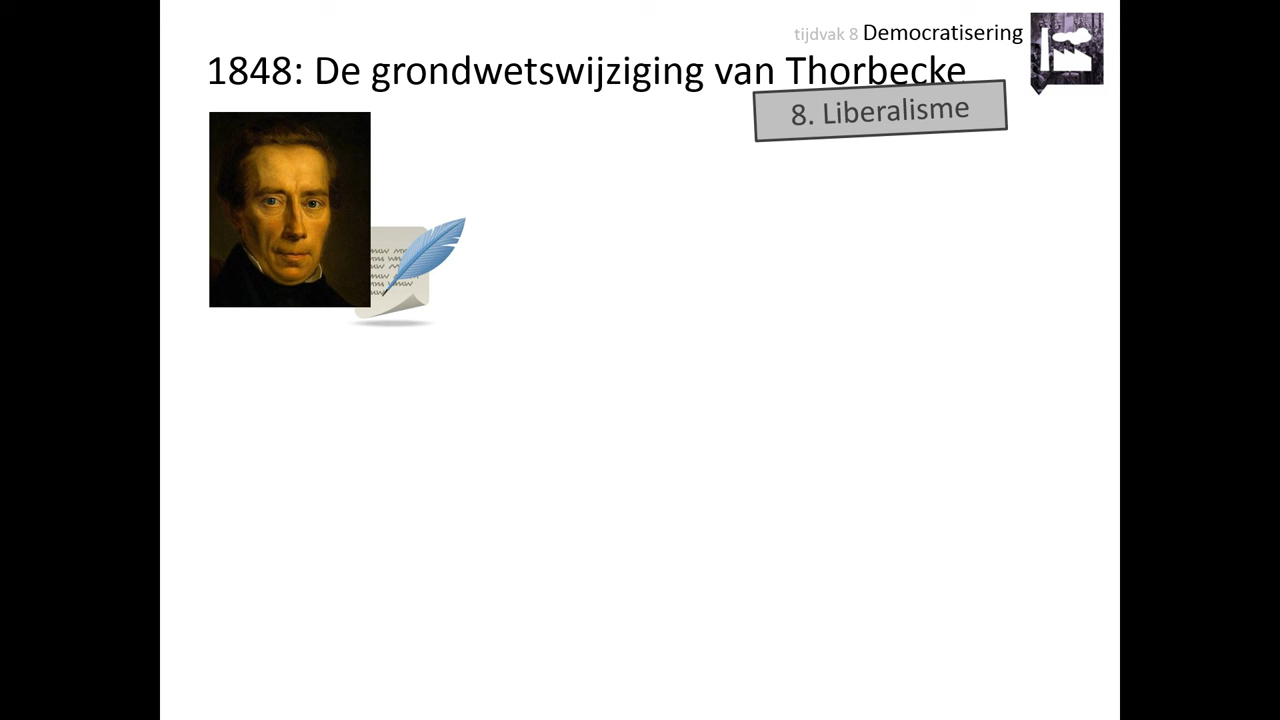 tijdvak 8 Democratisering
1848: De grondwetswijziging van Thorbecke
8. Liberalisme